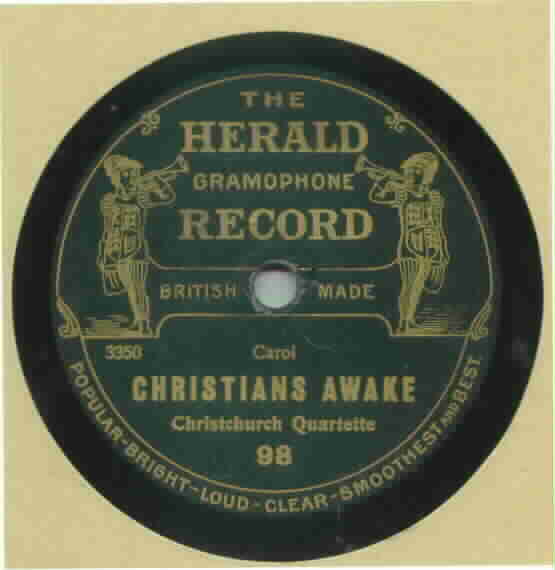 THE
HERALD
GRAMOPHONE
RECORD
BRITISH MADE
3350 Carol
CHRISTIANS AWAKE
Christchurch Quartette
98
POPULAR-BRIGHT-LOUD-CLEAR-SMOOTHEST AND BEST